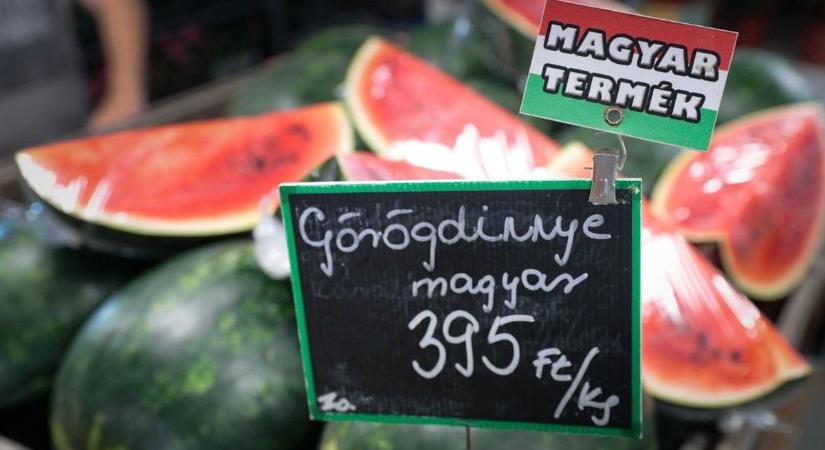 MAGYAR
TERMÉK
Görögdinnye
magyar
395 Ft/kg